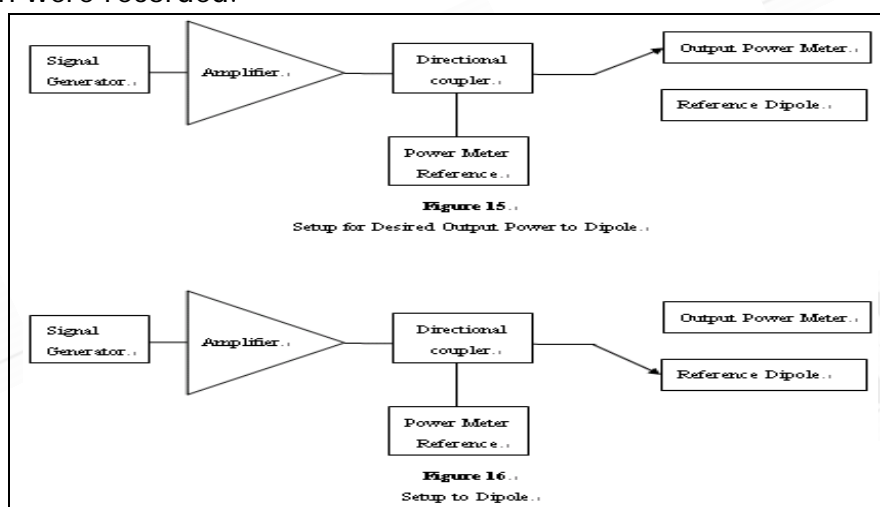 were recorded.
Signal
Generator
Amplifier
Directional
coupler
Output Power Meter
Reference Dipole
Power Meter
Reference
Figure 15
Setup for Desired Output Power to Dipole
Signal
Generator
Amplifier
Directional
coupler
Output Power Meter
Reference Dipole
Power Meter
Reference
Figure 16
Setup to Dipole